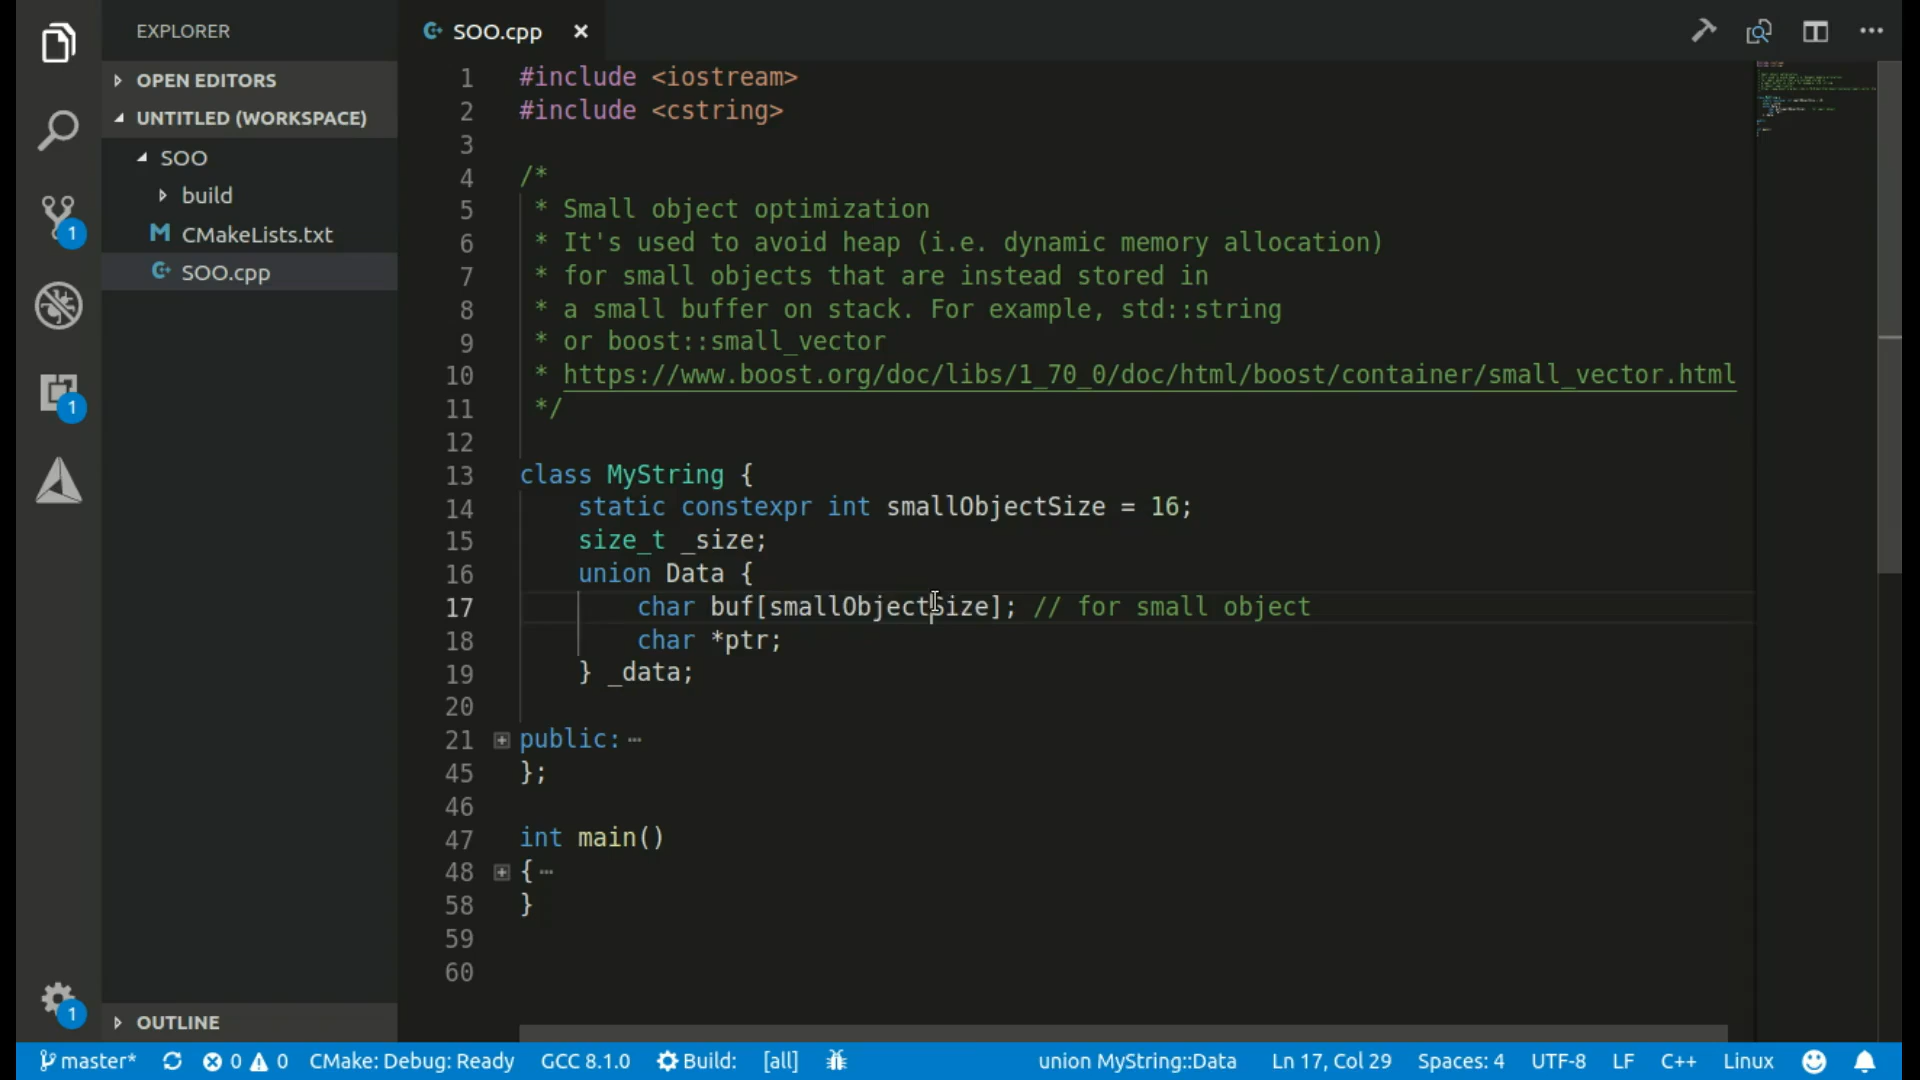 EXPLORER
OPEN EDITORS
UNTITLED (WORKSPACE)
SOO
build
M CMakeLists.txt
SOO.cpp
OUTLINE
1
1
1
SOO.cpp ×
1 #include <iostream>
2 #include <cstring>
3
4 /*
5 * Small object optimization
6 * It's used to avoid heap (i.e. dynamic memory allocation)
7 * for small objects that are instead stored in
8 * a small buffer on stack. For example, std::string
9 * or boost::small_vector
10 * https://www.boost.org/doc/libs/1_70_0/doc/html/boost/container/small_vector.html
11 */
12
13 class MyString {
14 static constexpr int smallObjectSize = 16;
15 size_t _size;
16 union Data {
17 char buf[smallObjectSize]; // for small object
18 char *ptr;
19 } _data;
20
21 public: ⋯
45 };
46
47 int main()
48 { ⋯
58 }
59
60
master* 0 0 CMake: Debug: Ready GCC 8.1.0 Build: [all] union MyString::Data Ln 17, Col 29 Spaces: 4 UTF-8 LF C++ Linux